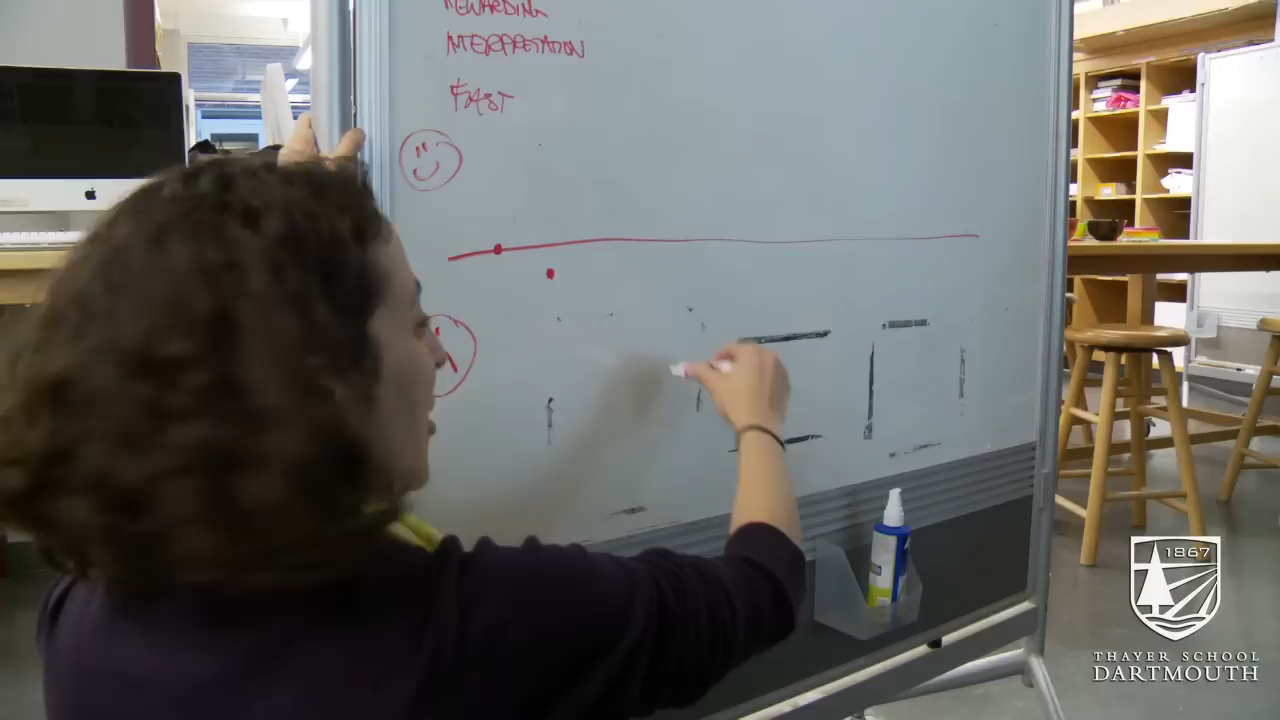 REWARDING
INTERPRETATION
FAST
1867
THAYER SCHOOL
DARTMOUTH